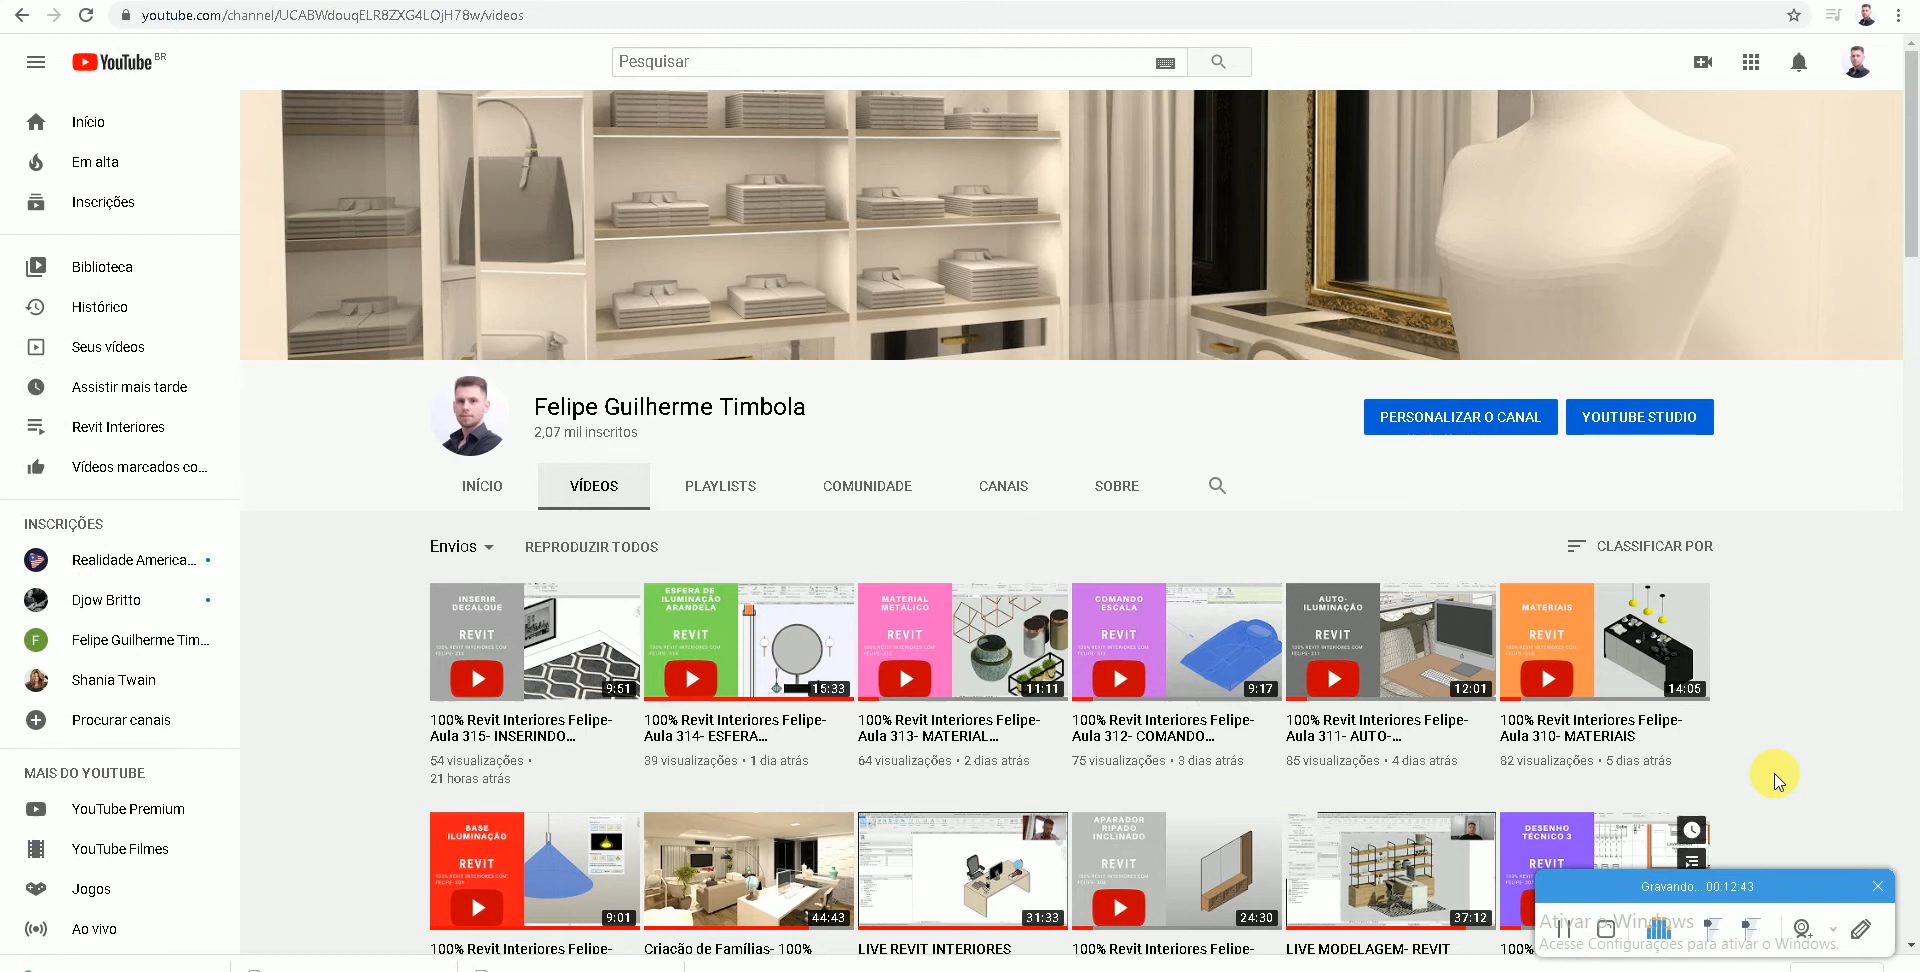 youtube.com/channel/UCABWdouqELR8ZXG4LOjH78w/videos
YouTube BR
Pesquisar
Início
Em alta
Inscrições
Biblioteca
Histórico
Seus vídeos
Assistir mais tarde
Revit Interiores
Vídeos marcados co...
INSCRIÇÕES
Realidade America...
Djow Britto
F
Felipe Guilherme Tim...
Shania Twain
Procurar canais
MAIS DO YOUTUBE
YouTube Premium
YouTube Filmes
Jogos
Ao vivo
Felipe Guilherme Timbola
2,07 mil inscritos
PERSONALIZAR O CANAL
YOUTUBE STUDIO
INÍCIO
VÍDEOS
PLAYLISTS
COMUNIDADE
CANAIS
SOBRE
Envios
REPRODUZIR TODOS
CLASSIFICAR POR
INSERIR
DECALQUE
REVIT
9:51
100% Revit Interiores Felipe-
Aula 315- INSERINDO...
54 visualizações •
21 horas atrás
ESFERA DE
ILUMINAÇÃO
ARANDELA
REVIT
15:33
100% Revit Interiores Felipe-
Aula 314- ESFERA...
39 visualizações • 1 dia atrás
MATERIAL
METÁLICO
REVIT
11:11
100% Revit Interiores Felipe-
Aula 313- MATERIAL...
64 visualizações • 2 dias atrás
COMANDO
ESCALA
REVIT
9:17
100% Revit Interiores Felipe-
Aula 312- COMANDO...
75 visualizações • 3 dias atrás
AUTO-
ILUMINAÇÃO
REVIT
12:01
100% Revit Interiores Felipe-
Aula 311- AUTO-...
85 visualizações • 4 dias atrás
MATERIAIS
REVIT
14:05
100% Revit Interiores Felipe-
Aula 310- MATERIAIS
82 visualizações • 5 dias atrás
BASE
ILUMINAÇÃO
REVIT
9:01
100% Revit Interiores Felipe-
44:43
Criação de Famílias- 100%
31:33
LIVE REVIT INTERIORES
APARADOR
RIPADO
INCLINADO
REVIT
24:30
100% Revit Interiores Felipe-
37:12
LIVE MODELAGEM- REVIT
DESENHO
TÉCNICO 3
REVIT
100%
Gravando... 00:12:43
Ativar o Windows
Acesse Configurações para ativar o Windows.